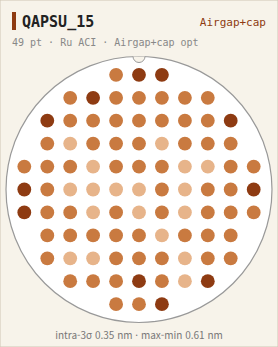 QAPSU_15
Airgap+cap
49 pt · Ru ACI · Airgap+cap opt
intra-3σ 0.35 nm · max-min 0.61 nm